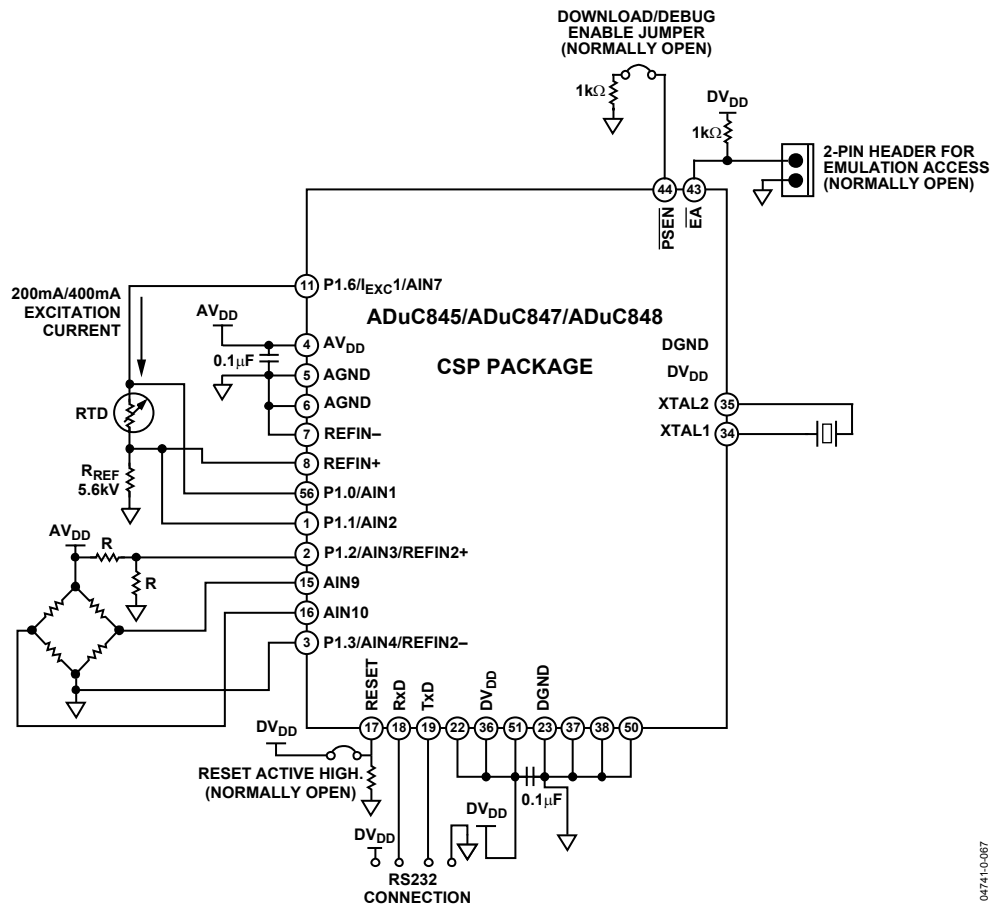 DOWNLOAD/DEBUG
ENABLE JUMPER
(NORMALLY OPEN)
1kΩ
DVDD
1kΩ
2-PIN HEADER FOR
EMULATION ACCESS
(NORMALLY OPEN)
44
43
PSEN
EA
200mA/400mA
EXCITATION
CURRENT
11
P1.6/IEXC1/AIN7
ADuC845/ADuC847/ADuC848
CSP PACKAGE
AVDD
0.1μF
4
AVDD
5
AGND
6
AGND
7
REFIN–
8
REFIN+
56
P1.0/AIN1
1
P1.1/AIN2
2
P1.2/AIN3/REFIN2+
15
AIN9
16
AIN10
3
P1.3/AIN4/REFIN2–
DGND
DVDD
XTAL2
35
XTAL1
34
RTD
RREF
5.6kV
AVDD
R
R
RESET
RxD
TxD
DVDD
DGND
17
18
19
22
36
51
23
37
38
50
DVDD
RESET ACTIVE HIGH.
(NORMALLY OPEN)
0.1μF
DVDD
DVDD
RS232
CONNECTION
04741-0-067